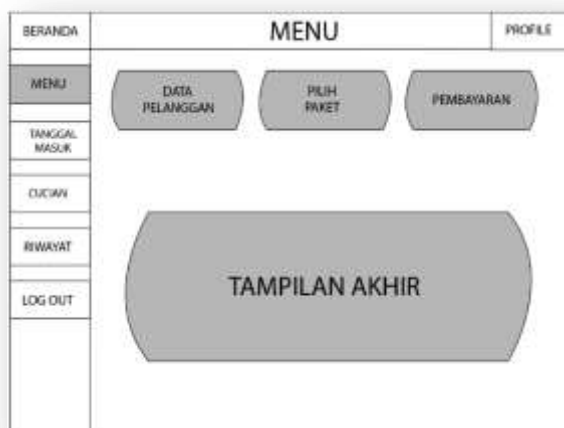 BERANDA
MENU
PROFILE
MENU
TANGGAL
MASUK
CUCIAN
RIWAYAT
LOG OUT
DATA
PELANGGAN
PILIH
PAKET
PEMBAYARAN
TAMPILAN AKHIR